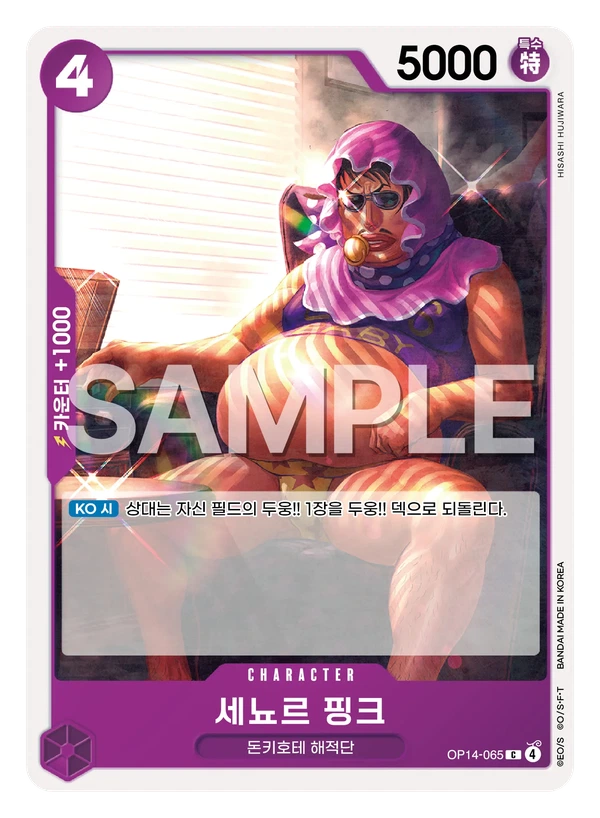 4
5000
특수
特
HISASHI HUJIWARA
카운터 +1000
BABY
SAMPLE
KO 시 상대는 자신 필드의 두웅!! 1장을 두웅!! 덱으로 되돌린다.
CHARACTER
세뇨르 핑크
돈키호테 해적단
OP14-065 C 4
©EO/S ©O/S·F·T BANDAI MADE IN KOREA